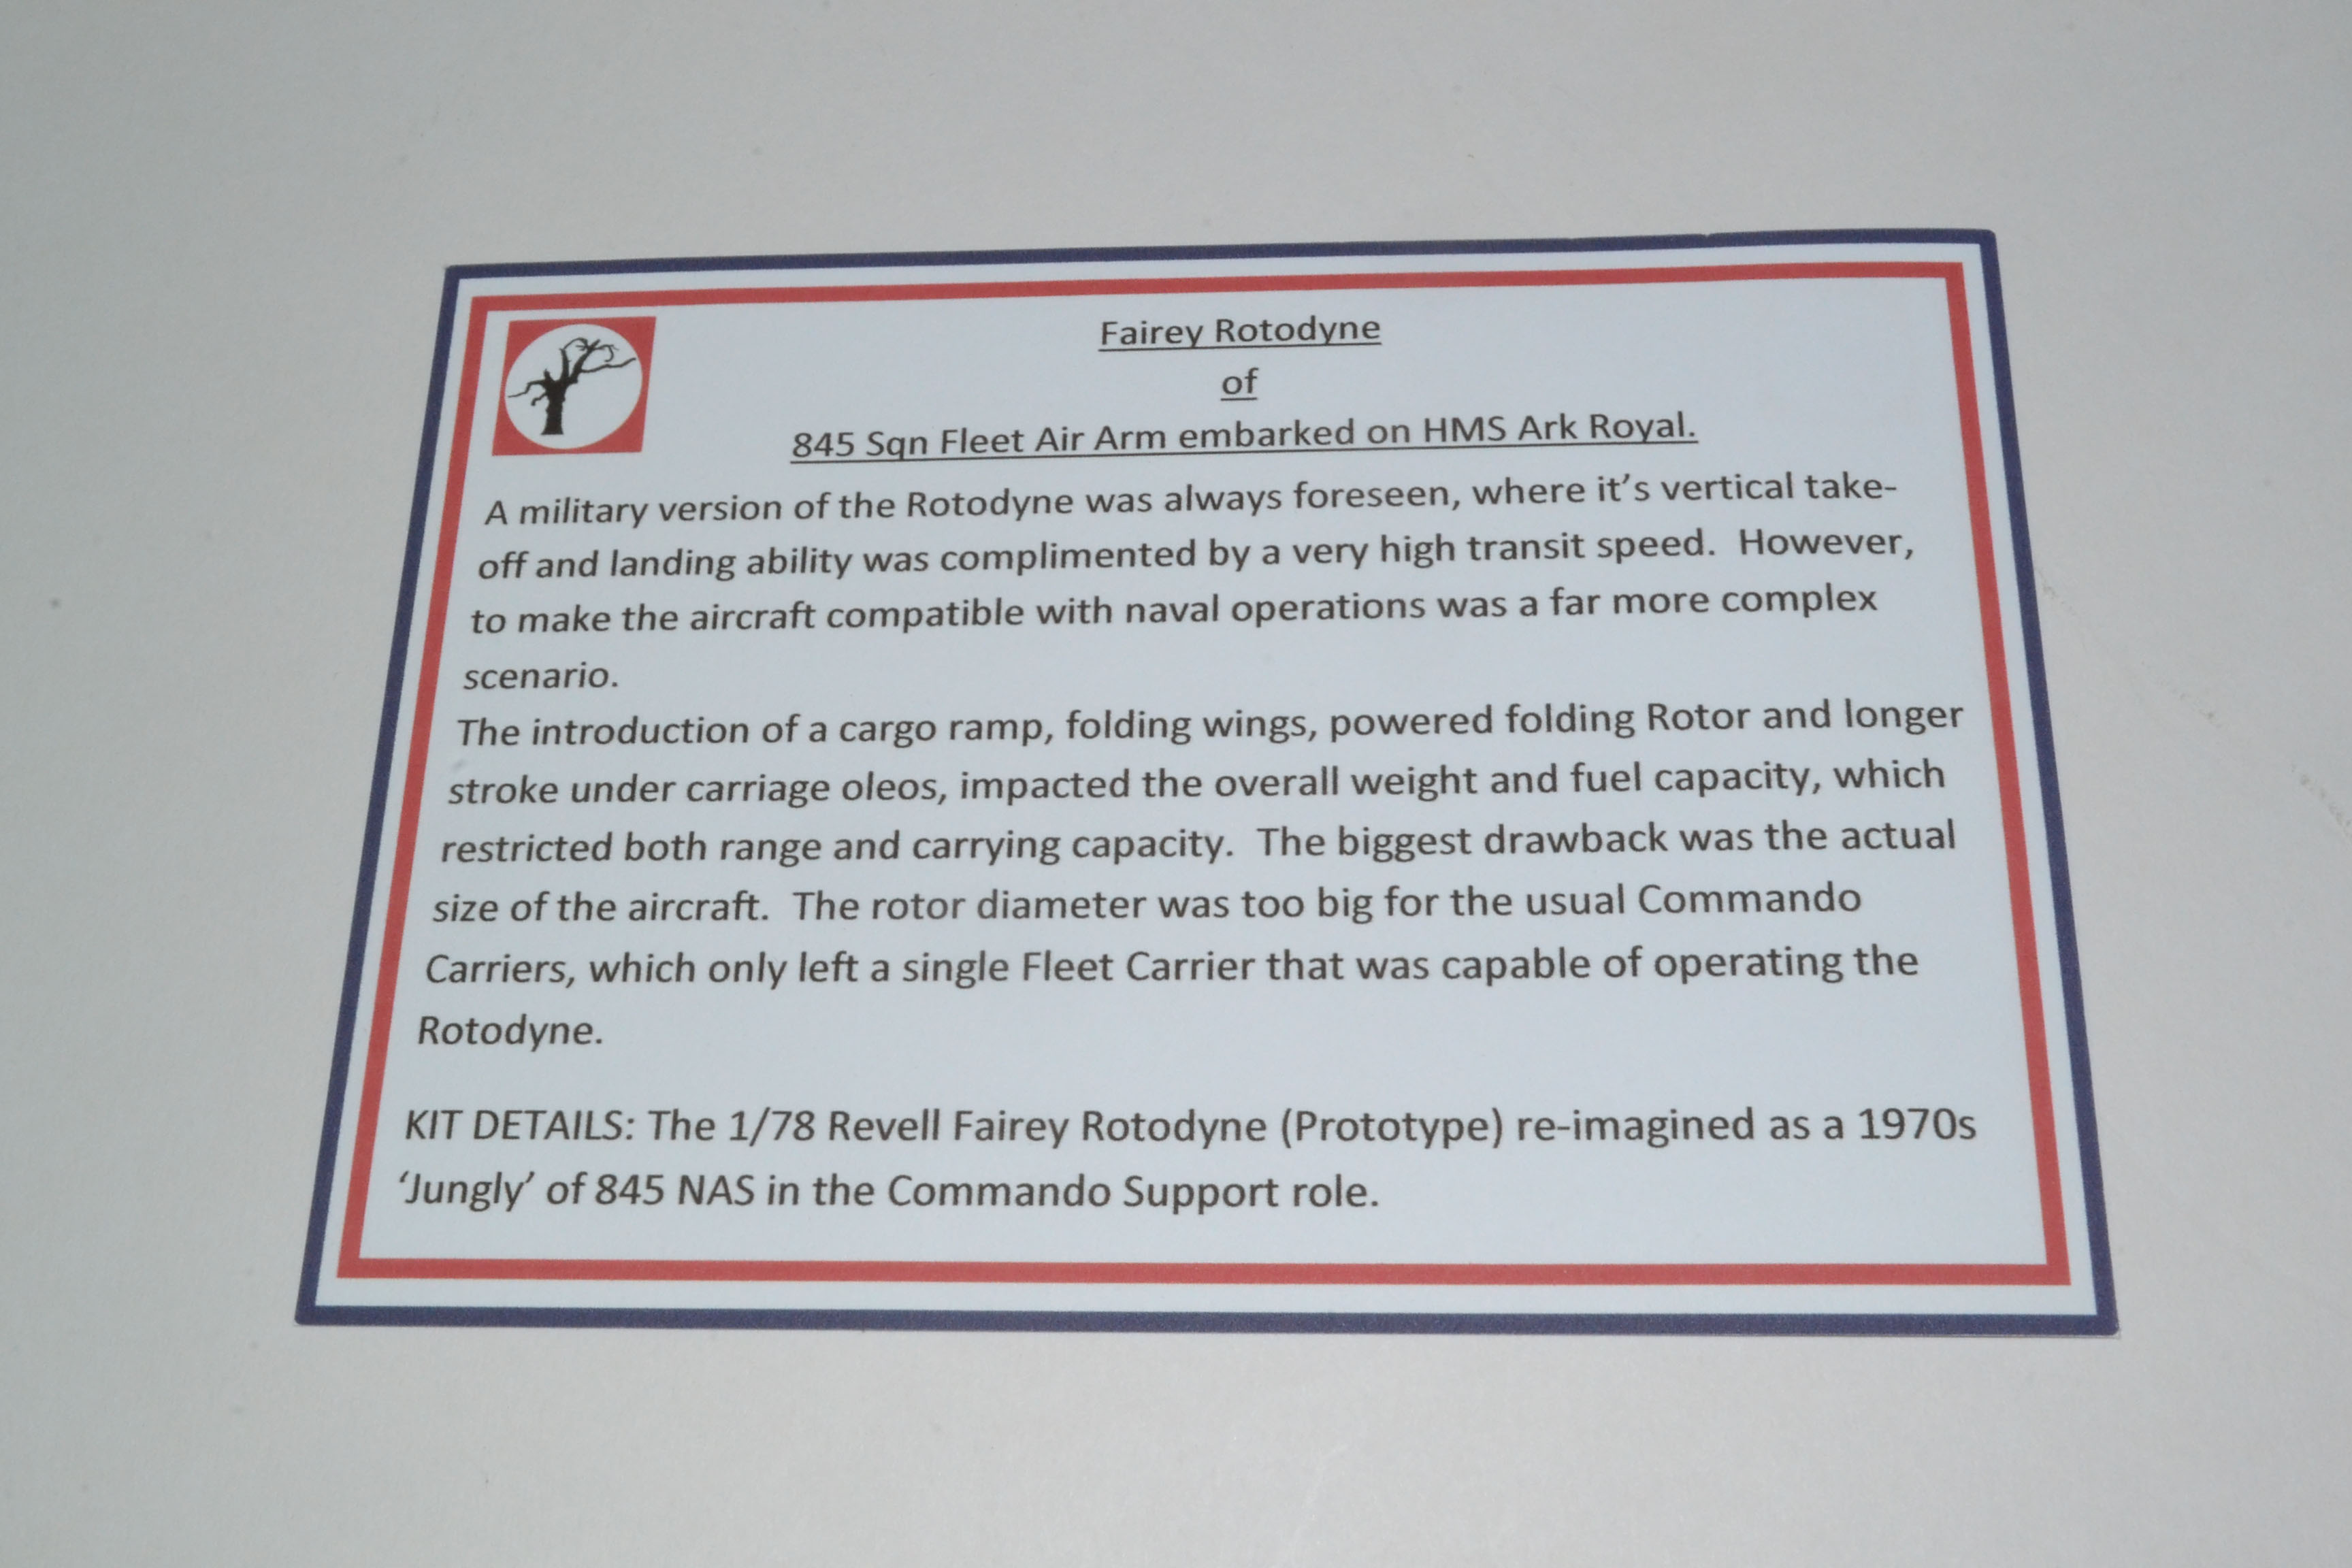 Fairey Rotodyne
of
845 Sqn Fleet Air Arm embarked on HMS Ark Royal.
A military version of the Rotodyne was always foreseen, where it’s vertical take-
off and landing ability was complimented by a very high transit speed.  However,
to make the aircraft compatible with naval operations was a far more complex
scenario.
The introduction of a cargo ramp, folding wings, powered folding Rotor and longer
stroke under carriage oleos, impacted the overall weight and fuel capacity, which
restricted both range and carrying capacity.  The biggest drawback was the actual
size of the aircraft.  The rotor diameter was too big for the usual Commando
Carriers, which only left a single Fleet Carrier that was capable of operating the
Rotodyne.
KIT DETAILS: The 1/78 Revell Fairey Rotodyne (Prototype) re-imagined as a 1970s
‘Jungly’ of 845 NAS in the Commando Support role.